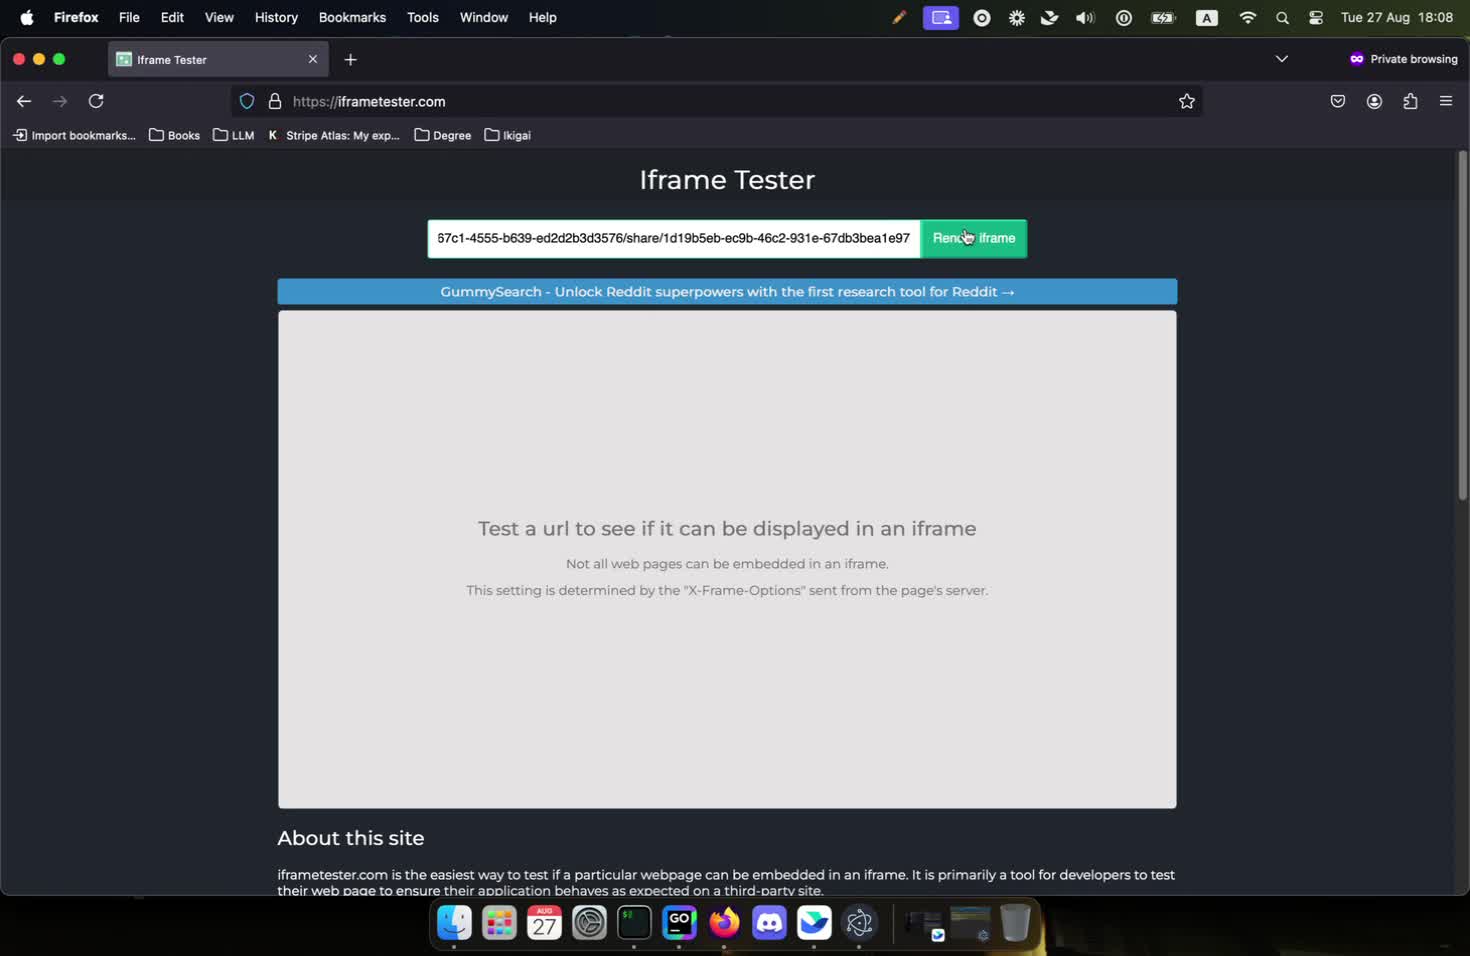 Firefox File Edit View History Bookmarks Tools Window Help A Tue 27 Aug 18:08
Iframe Tester Private browsing
https://iframetester.com
Import bookmarks... Books LLM K Stripe Atlas: My exp... Degree Ikigai
Iframe Tester
67c1-4555-b639-ed2d2b3d3576/share/1d19b5eb-ec9b-46c2-931e-67db3bea1e97 Render iframe
GummySearch - Unlock Reddit superpowers with the first research tool for Reddit →
Test a url to see if it can be displayed in an iframe
Not all web pages can be embedded in an iframe.
This setting is determined by the "X-Frame-Options" sent from the page's server.
About this site
iframetester.com is the easiest way to test if a particular webpage can be embedded in an iframe. It is primarily a tool for developers to test
their web page to ensure their application behaves as expected on a third-party site.
AUG
27
$
GO